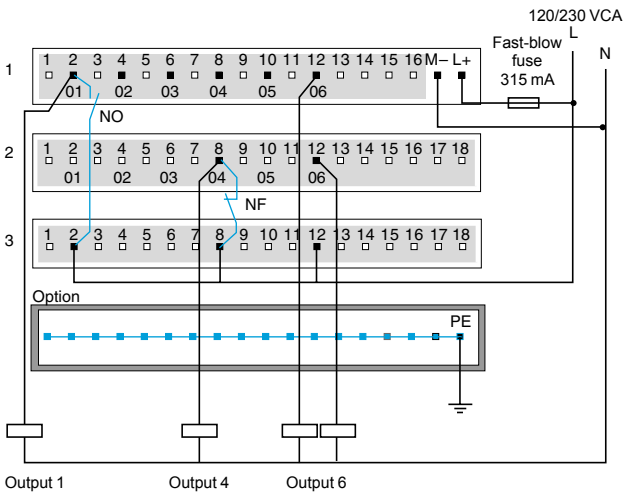 120/230 VCA
L
N
Fast-blow
fuse
315 mA
1
1 2 3 4 5 6 7 8 9 10 11 12 13 14 15 16 M– L+
01 02 03 04 05 06
NO
2
1 2 3 4 5 6 7 8 9 10 11 12 13 14 15 16 17 18
01 02 03 04 05 06
NF
3
1 2 3 4 5 6 7 8 9 10 11 12 13 14 15 16 17 18
Option
PE
Output 1 Output 4 Output 6